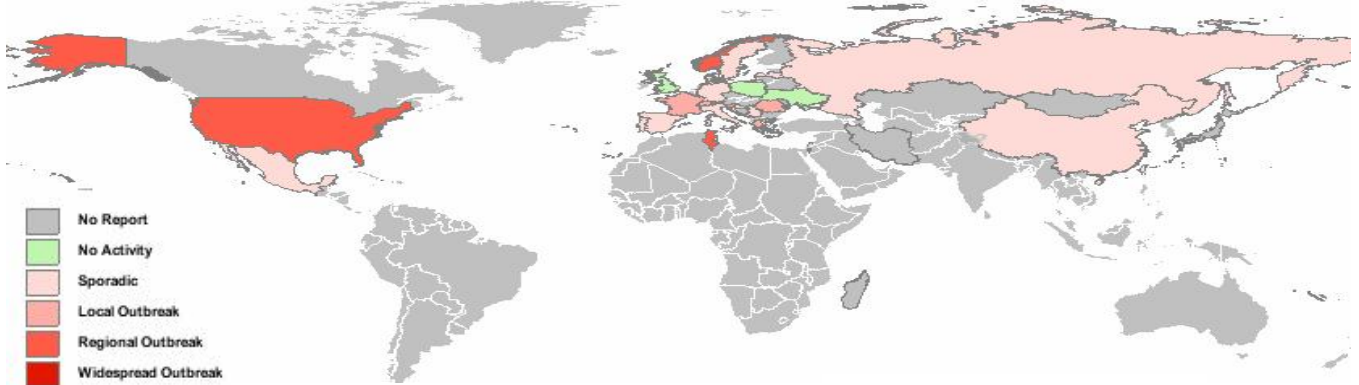 No Report
No Activity
Sporadic
Local Outbreak
Regional Outbreak
Widespread Outbreak